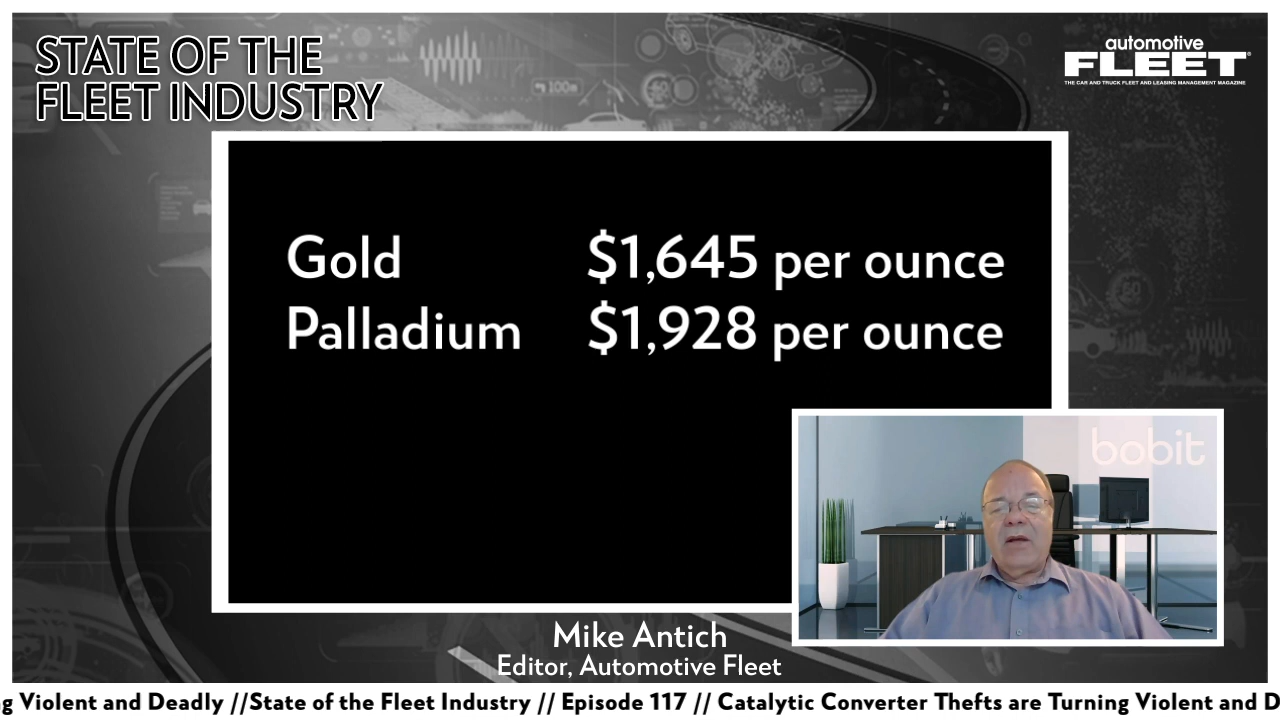 STATE OF THE
FLEET INDUSTRY
automotive
FLEET®
THE CAR AND TRUCK FLEET AND LEASING MANAGEMENT MAGAZINE
Gold $1,645 per ounce
Palladium $1,928 per ounce
bobit
Mike Antich
Editor, Automotive Fleet
g Violent and Deadly //State of the Fleet Industry // Episode 117 // Catalytic Converter Thefts are Turning Violent and D